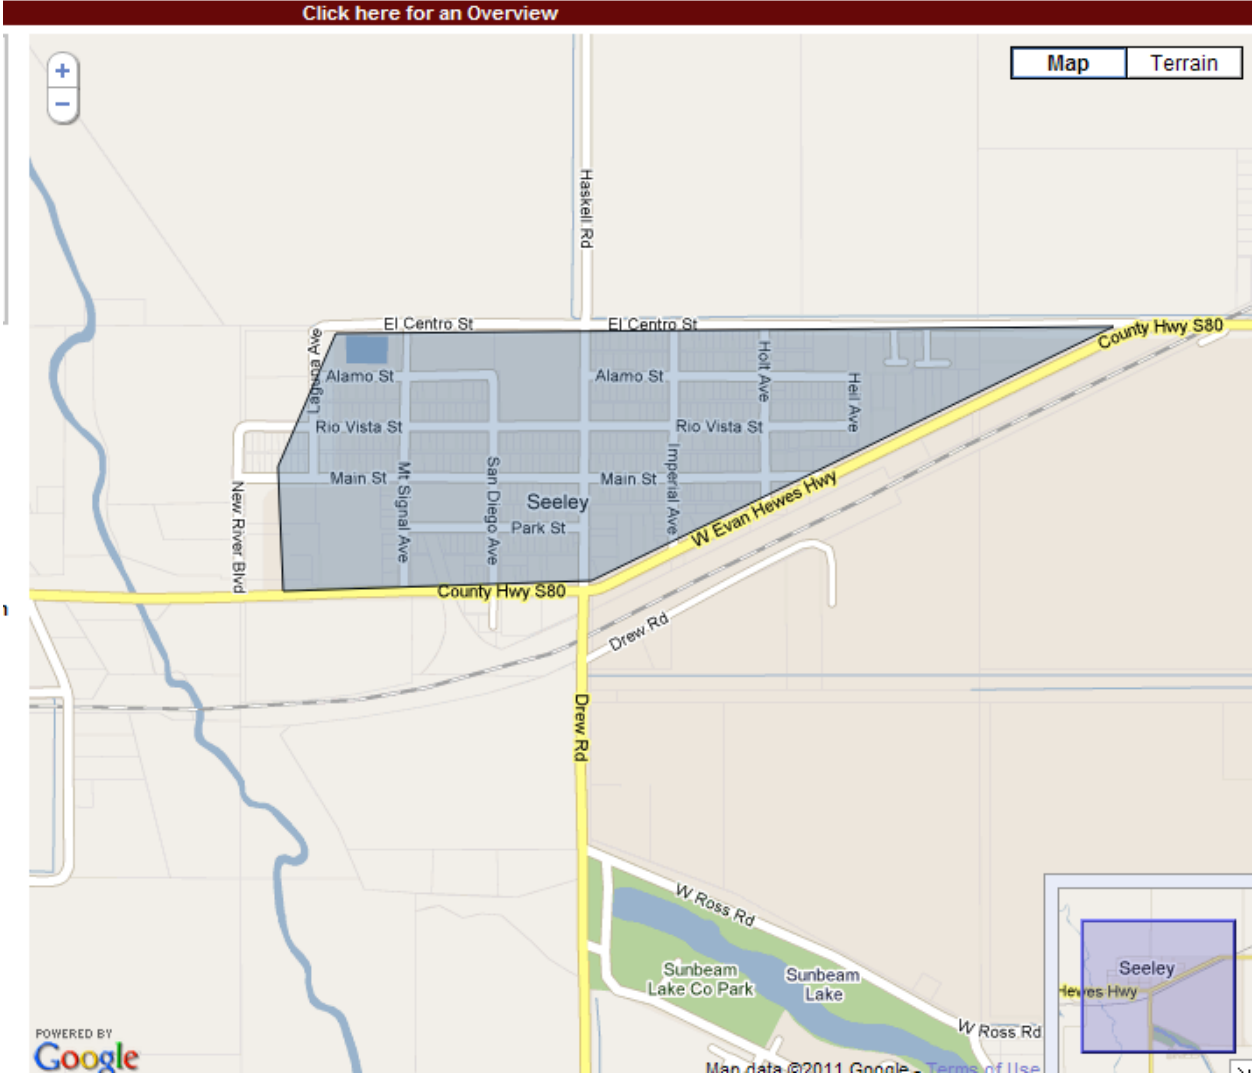 Click here for an Overview
+
Map
Terrain
−
Haskell Rd
El Centro St
El Centro St
County Hwy S80
Laguna Ave
Alamo St
Alamo St
Holt Ave
Heil Ave
Rio Vista St
Rio Vista St
Main St
Main St
New River Blvd
Mt Signal Ave
San Diego Ave
Imperial Ave
Seeley
Park St
W Evan Hewes Hwy
County Hwy S80
Drew Rd
Drew Rd
W Ross Rd
Sunbeam
Lake Co Park
Sunbeam
Lake
W Ross Rd
Seeley
Hewes Hwy
POWERED BY
Google
Map data ©2011 Google - Terms of Use